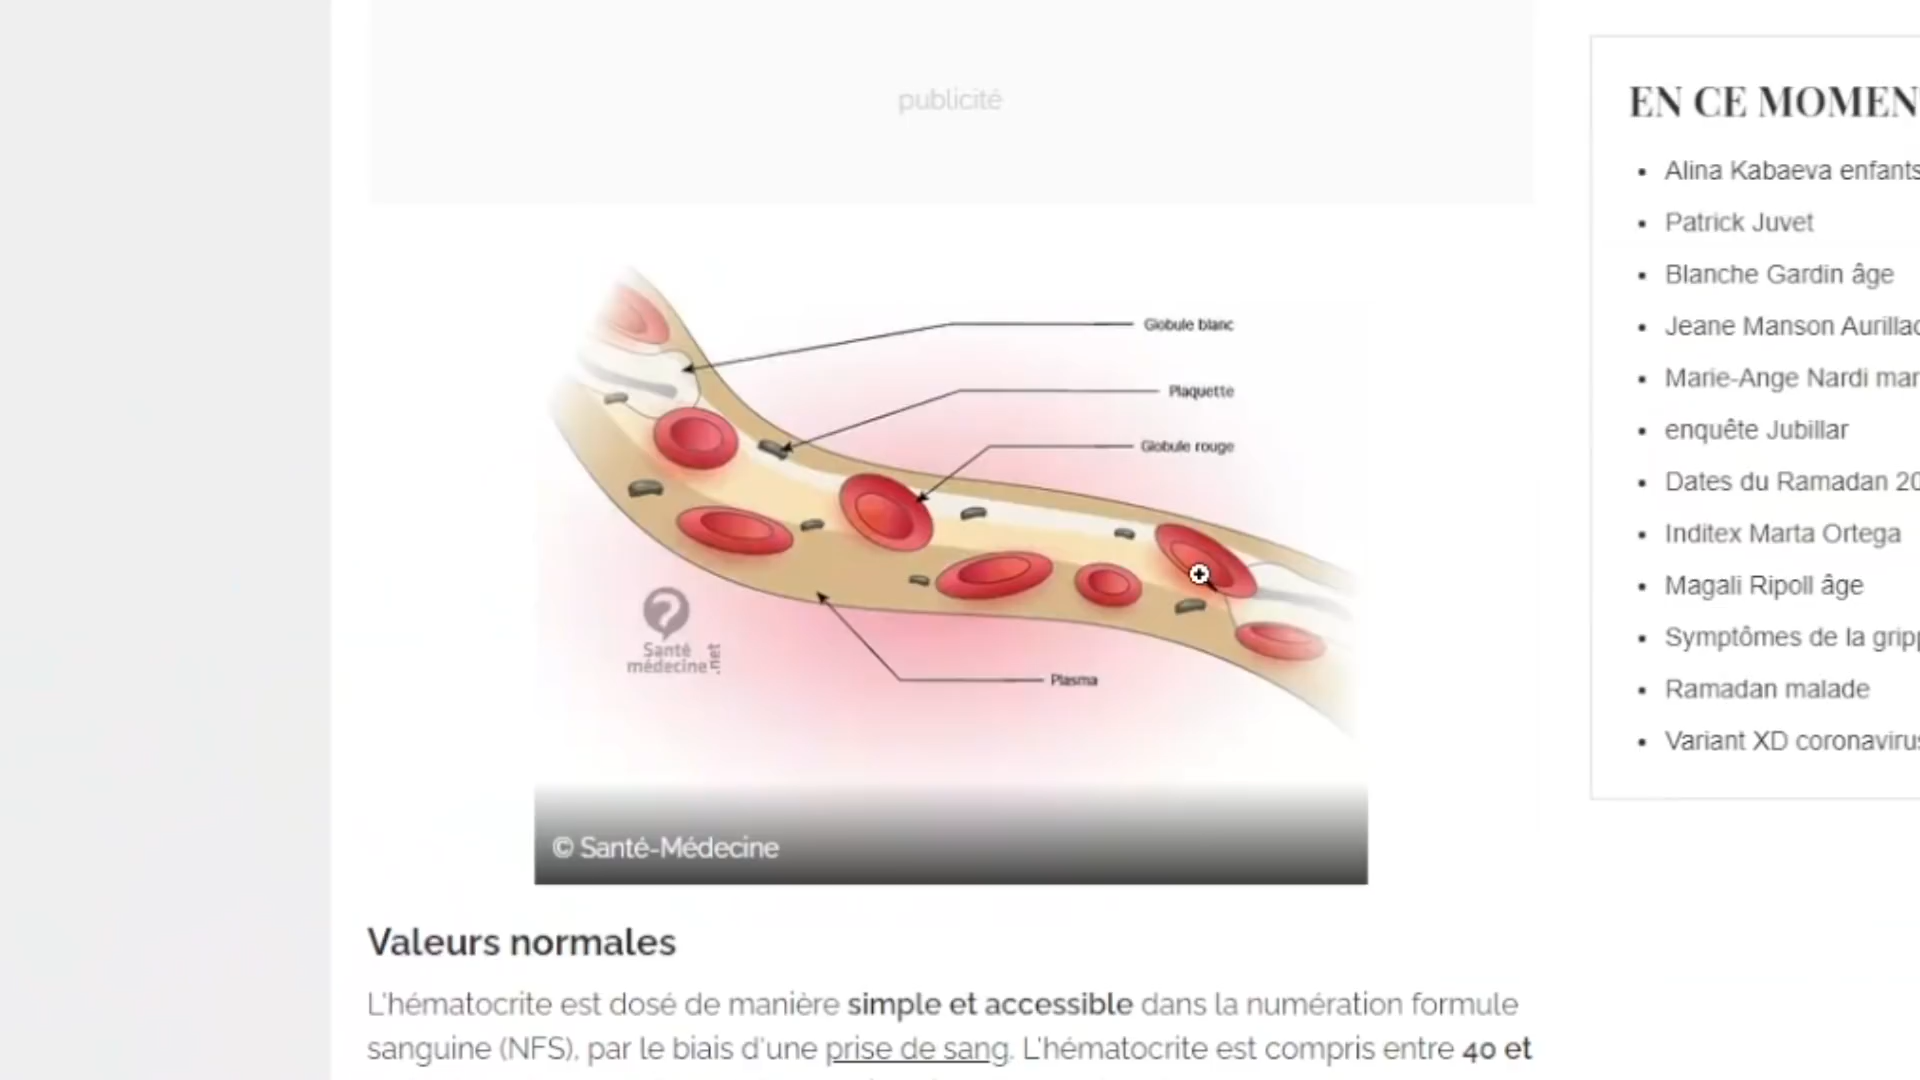 publicité
Globule blanc
Plaquette
Globule rouge
Plasma
Santé
médecine.net
© Santé-Médecine
Valeurs normales
L'hématocrite est dosé de manière simple et accessible dans la numération formule
sanguine (NFS), par le biais d'une prise de sang. L'hématocrite est compris entre 40 et
EN CE MOMEN
Alina Kabaeva enfants
Patrick Juvet
Blanche Gardin âge
Jeane Manson Aurillac
Marie-Ange Nardi mar
enquête Jubillar
Dates du Ramadan 20
Inditex Marta Ortega
Magali Ripoll âge
Symptômes de la gripp
Ramadan malade
Variant XD coronavirus